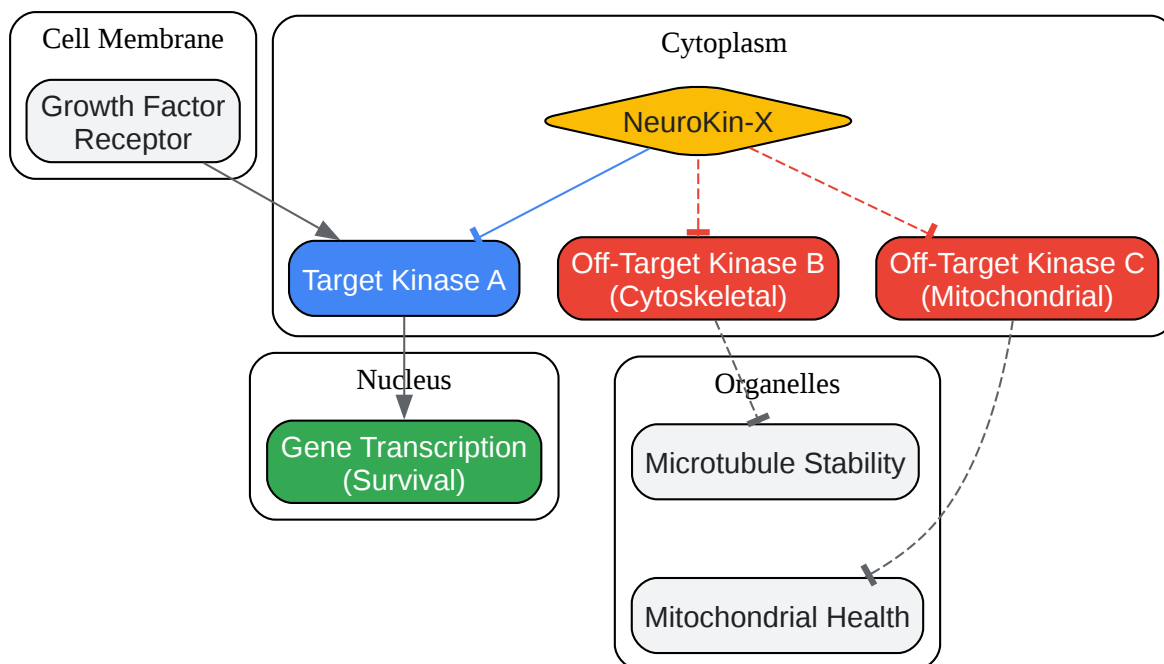 Cell Membrane
Growth Factor
Receptor
Cytoplasm
NeuroKin-X
Target Kinase A
Off-Target Kinase B
(Cytoskeletal)
Off-Target Kinase C
(Mitochondrial)
Nucleus
Gene Transcription
(Survival)
Organelles
Microtubule Stability
Mitochondrial Health